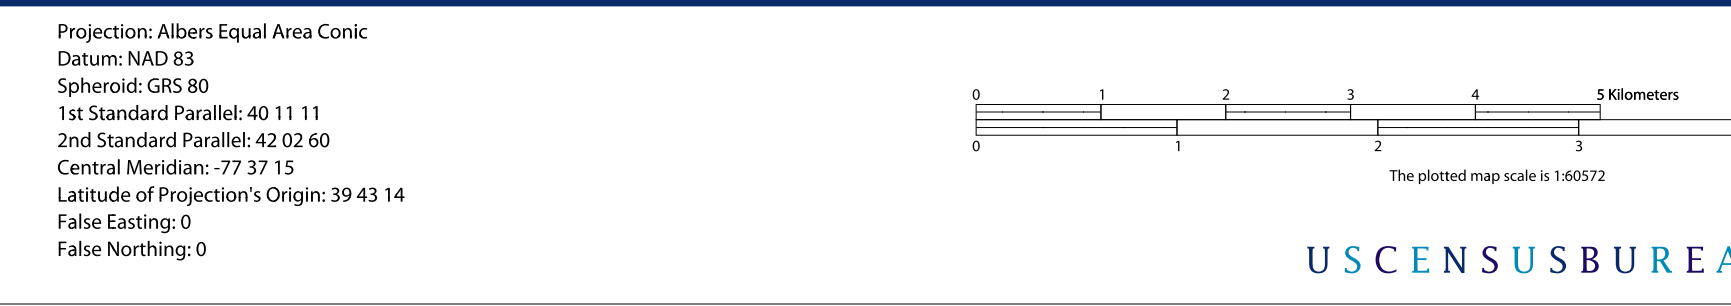 Projection: Albers Equal Area Conic
Datum: NAD 83
Spheroid: GRS 80
1st Standard Parallel: 40 11 11
2nd Standard Parallel: 42 02 60
Central Meridian: -77 37 15
Latitude of Projection's Origin: 39 43 14
False Easting: 0
False Northing: 0
0 1 2 3 4 5 Kilometers
0 1 2 3
The plotted map scale is 1:60572
USCENSUSBUREA